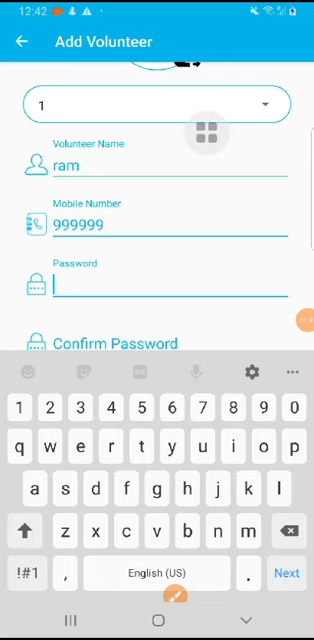 12:42
Add Volunteer
1
Volunteer Name
ram
Mobile Number
999999
Password
Confirm Password
1 2 3 4 5 6 7 8 9 0
q w e r t y u i o p
a s d f g h j k l
z x c v b n m
!#1 , English (US) . Next